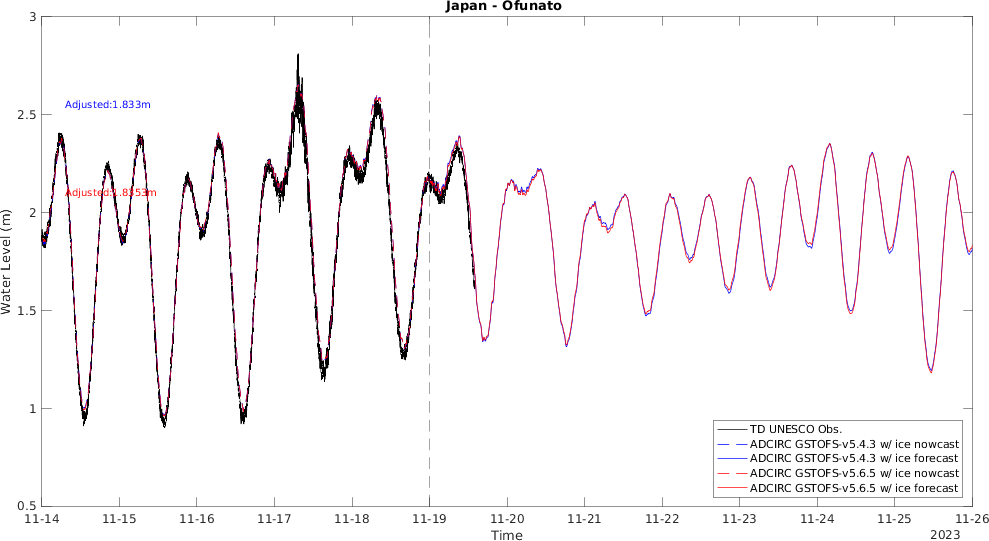 Japan - Ofunato
3
2.5
2
1.5
1
0.5
Water Level (m)
Adjusted:1.833m
Adjusted:1.8353m
TD UNESCO Obs.
ADCIRC GSTOFS-v5.4.3 w/ ice nowcast
ADCIRC GSTOFS-v5.4.3 w/ ice forecast
ADCIRC GSTOFS-v5.6.5 w/ ice nowcast
ADCIRC GSTOFS-v5.6.5 w/ ice forecast
11-14 11-15 11-16 11-17 11-18 11-19 11-20 11-21 11-22 11-23 11-24 11-25 11-26
Time
2023